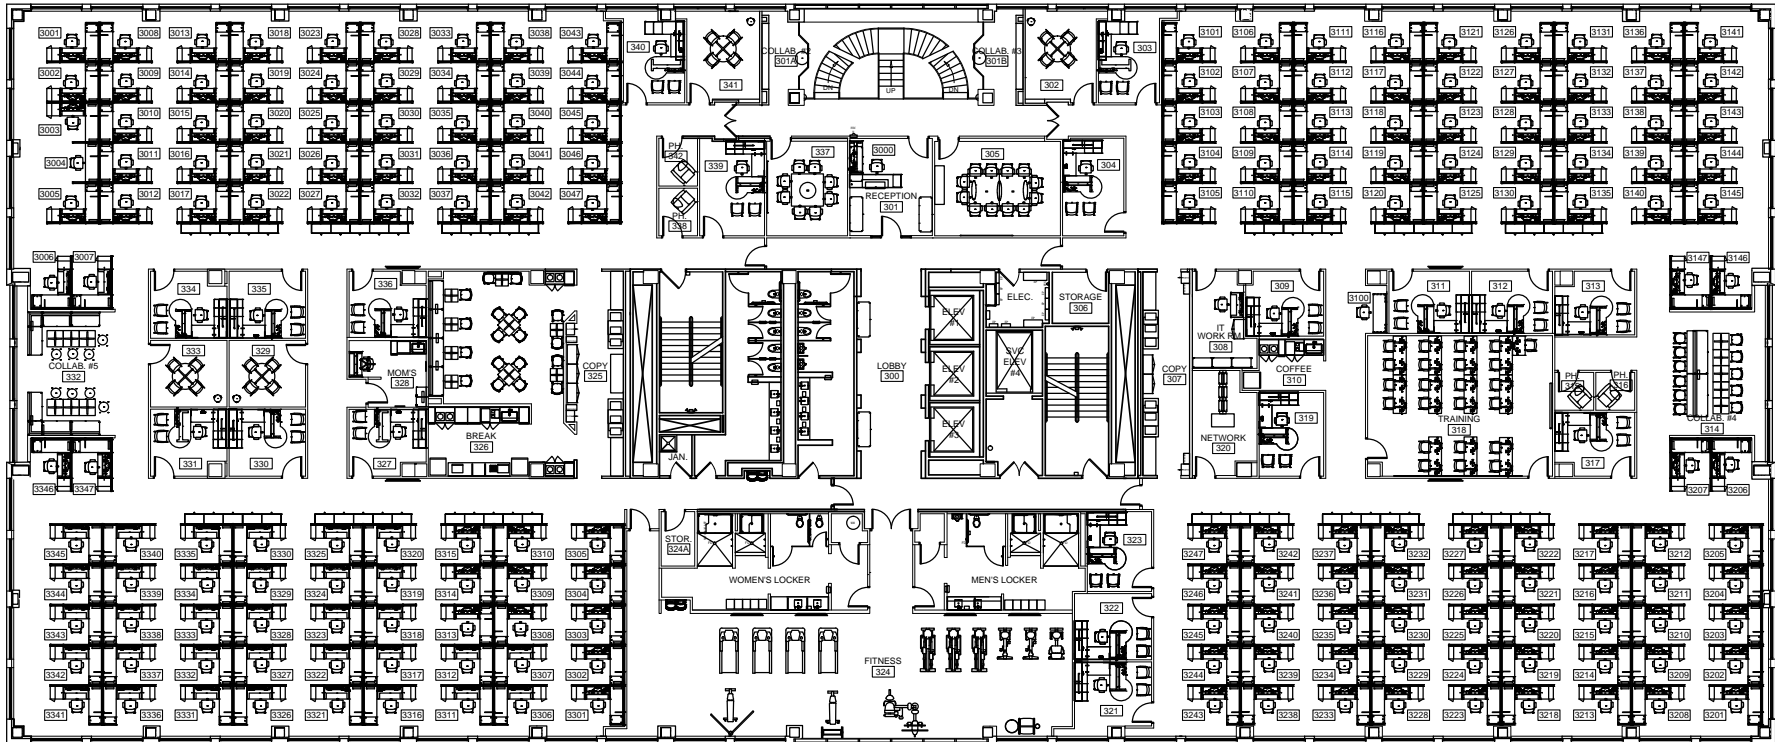 3001 3008 3013 3018 3023 3028 3033 3038 3043
340
341
COLLAB. #2
301A
COLLAB. #3
301B
302
303
3101 3106 3111 3116 3121 3126 3131 3136 3141
3002 3009 3014 3019 3024 3029 3034 3039 3044
DN UP DN
3102 3107 3112 3117 3122 3127 3132 3137 3142
3003 3010 3015 3020 3025 3030 3035 3040 3045
3103 3108 3113 3118 3123 3128 3133 3138 3143
3004 3011 3016 3021 3026 3031 3036 3041 3046
PH.
342
339
337
3000
305
304
3104 3109 3114 3119 3124 3129 3134 3139 3144
3005 3012 3017 3022 3027 3032 3037 3042 3047
PH.
338
RECEPTION
301
3105 3110 3115 3120 3125 3130 3135 3140 3145
3006 3007
334 335 336
ELEC.
STORAGE
306
309
3100
311 312 313
3147 3146
ELEV
#1
IT
WORK RM
308
333 329
COLLAB. #5
332
MOM'S
328
COPY
325
LOBBY
300
ELEV
#2
SVC
ELEV
#4
COPY
307
COFFEE
310
PH.
315
PH.
316
331 330 327
BREAK
326
JAN.
ELEV
#3
NETWORK
320
319
TRAINING
318
317
COLLAB. #4
314
3346 3347
3207 3206
3345 3340 3335 3330 3325 3320 3315 3310 3305
STOR.
324A
323
3247 3242 3237 3232 3227 3222 3217 3212 3205
3344 3339 3334 3329 3324 3319 3314 3309 3304
WOMEN'S LOCKER
MEN'S LOCKER
3246 3241 3236 3231 3226 3221 3216 3211 3204
3343 3338 3333 3328 3323 3318 3313 3308 3303
322
3245 3240 3235 3230 3225 3220 3215 3210 3203
3342 3337 3332 3327 3322 3317 3312 3307 3302
FITNESS
324
3244 3239 3234 3229 3224 3219 3214 3209 3202
3341 3336 3331 3326 3321 3316 3311 3306 3301
321
3243 3238 3233 3228 3223 3218 3213 3208 3201